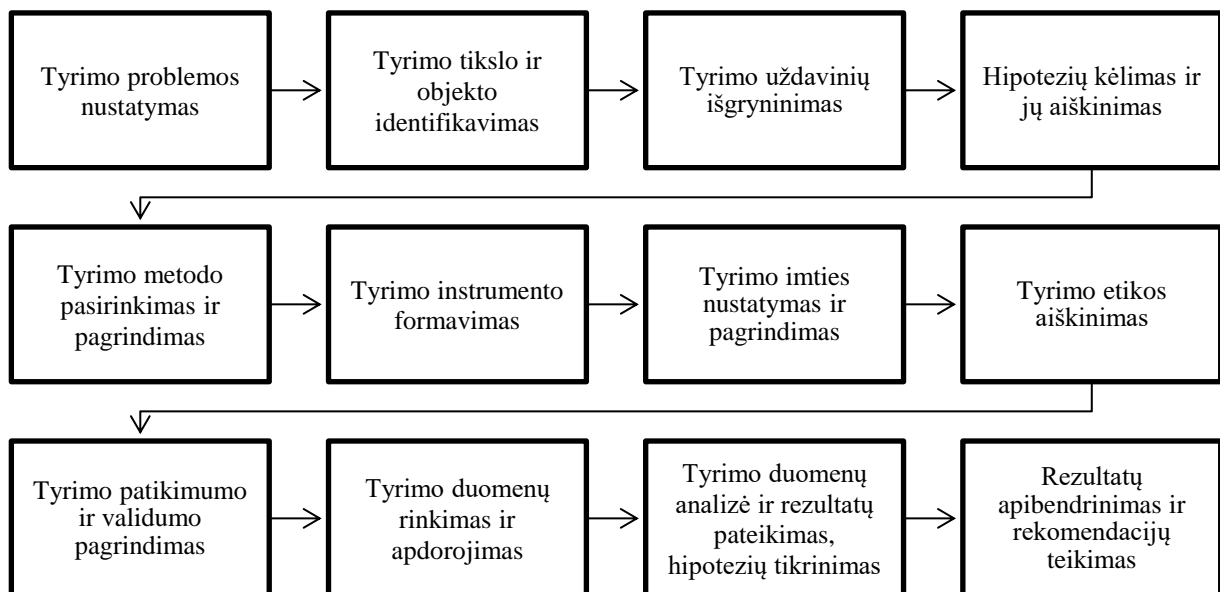 Tyrimo problemos
nustatymas
Tyrimo tikslo ir
objekto
identifikavimas
Tyrimo uždavinių
išgryninimas
Hipotezių kėlimas ir
jų aiškinimas
Tyrimo metodo
pasirinkimas ir
pagrindimas
Tyrimo instrumento
formavimas
Tyrimo imties
nustatymas ir
pagrindimas
Tyrimo etikos
aiškinimas
Tyrimo patikimumo
ir validumo
pagrindimas
Tyrimo duomenų
rinkimas ir
apdorojimas
Tyrimo duomenų
analizė ir rezultatų
pateikimas,
hipotezių tikrinimas
Rezultatų
apibendrinimas ir
rekomendacijų
teikimas